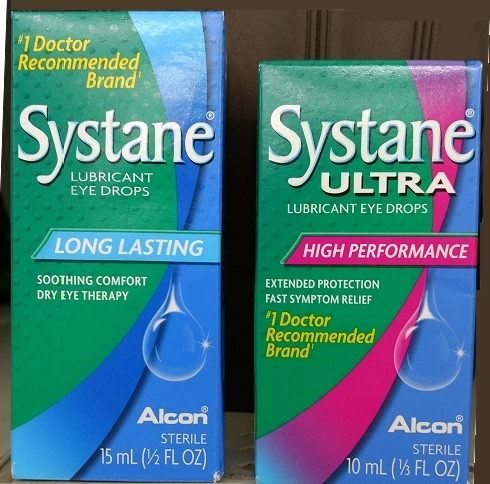 #1 Doctor
Recommended
Brand†
Systane®
LUBRICANT
EYE DROPS
LONG LASTING
SOOTHING COMFORT
DRY EYE THERAPY
Alcon®
STERILE
15 mL (½ FL OZ)
Systane®
ULTRA
LUBRICANT EYE DROPS
HIGH PERFORMANCE
EXTENDED PROTECTION
FAST SYMPTOM RELIEF
#1 Doctor
Recommended
Brand†
Alcon®
STERILE
10 mL (⅓ FL OZ)